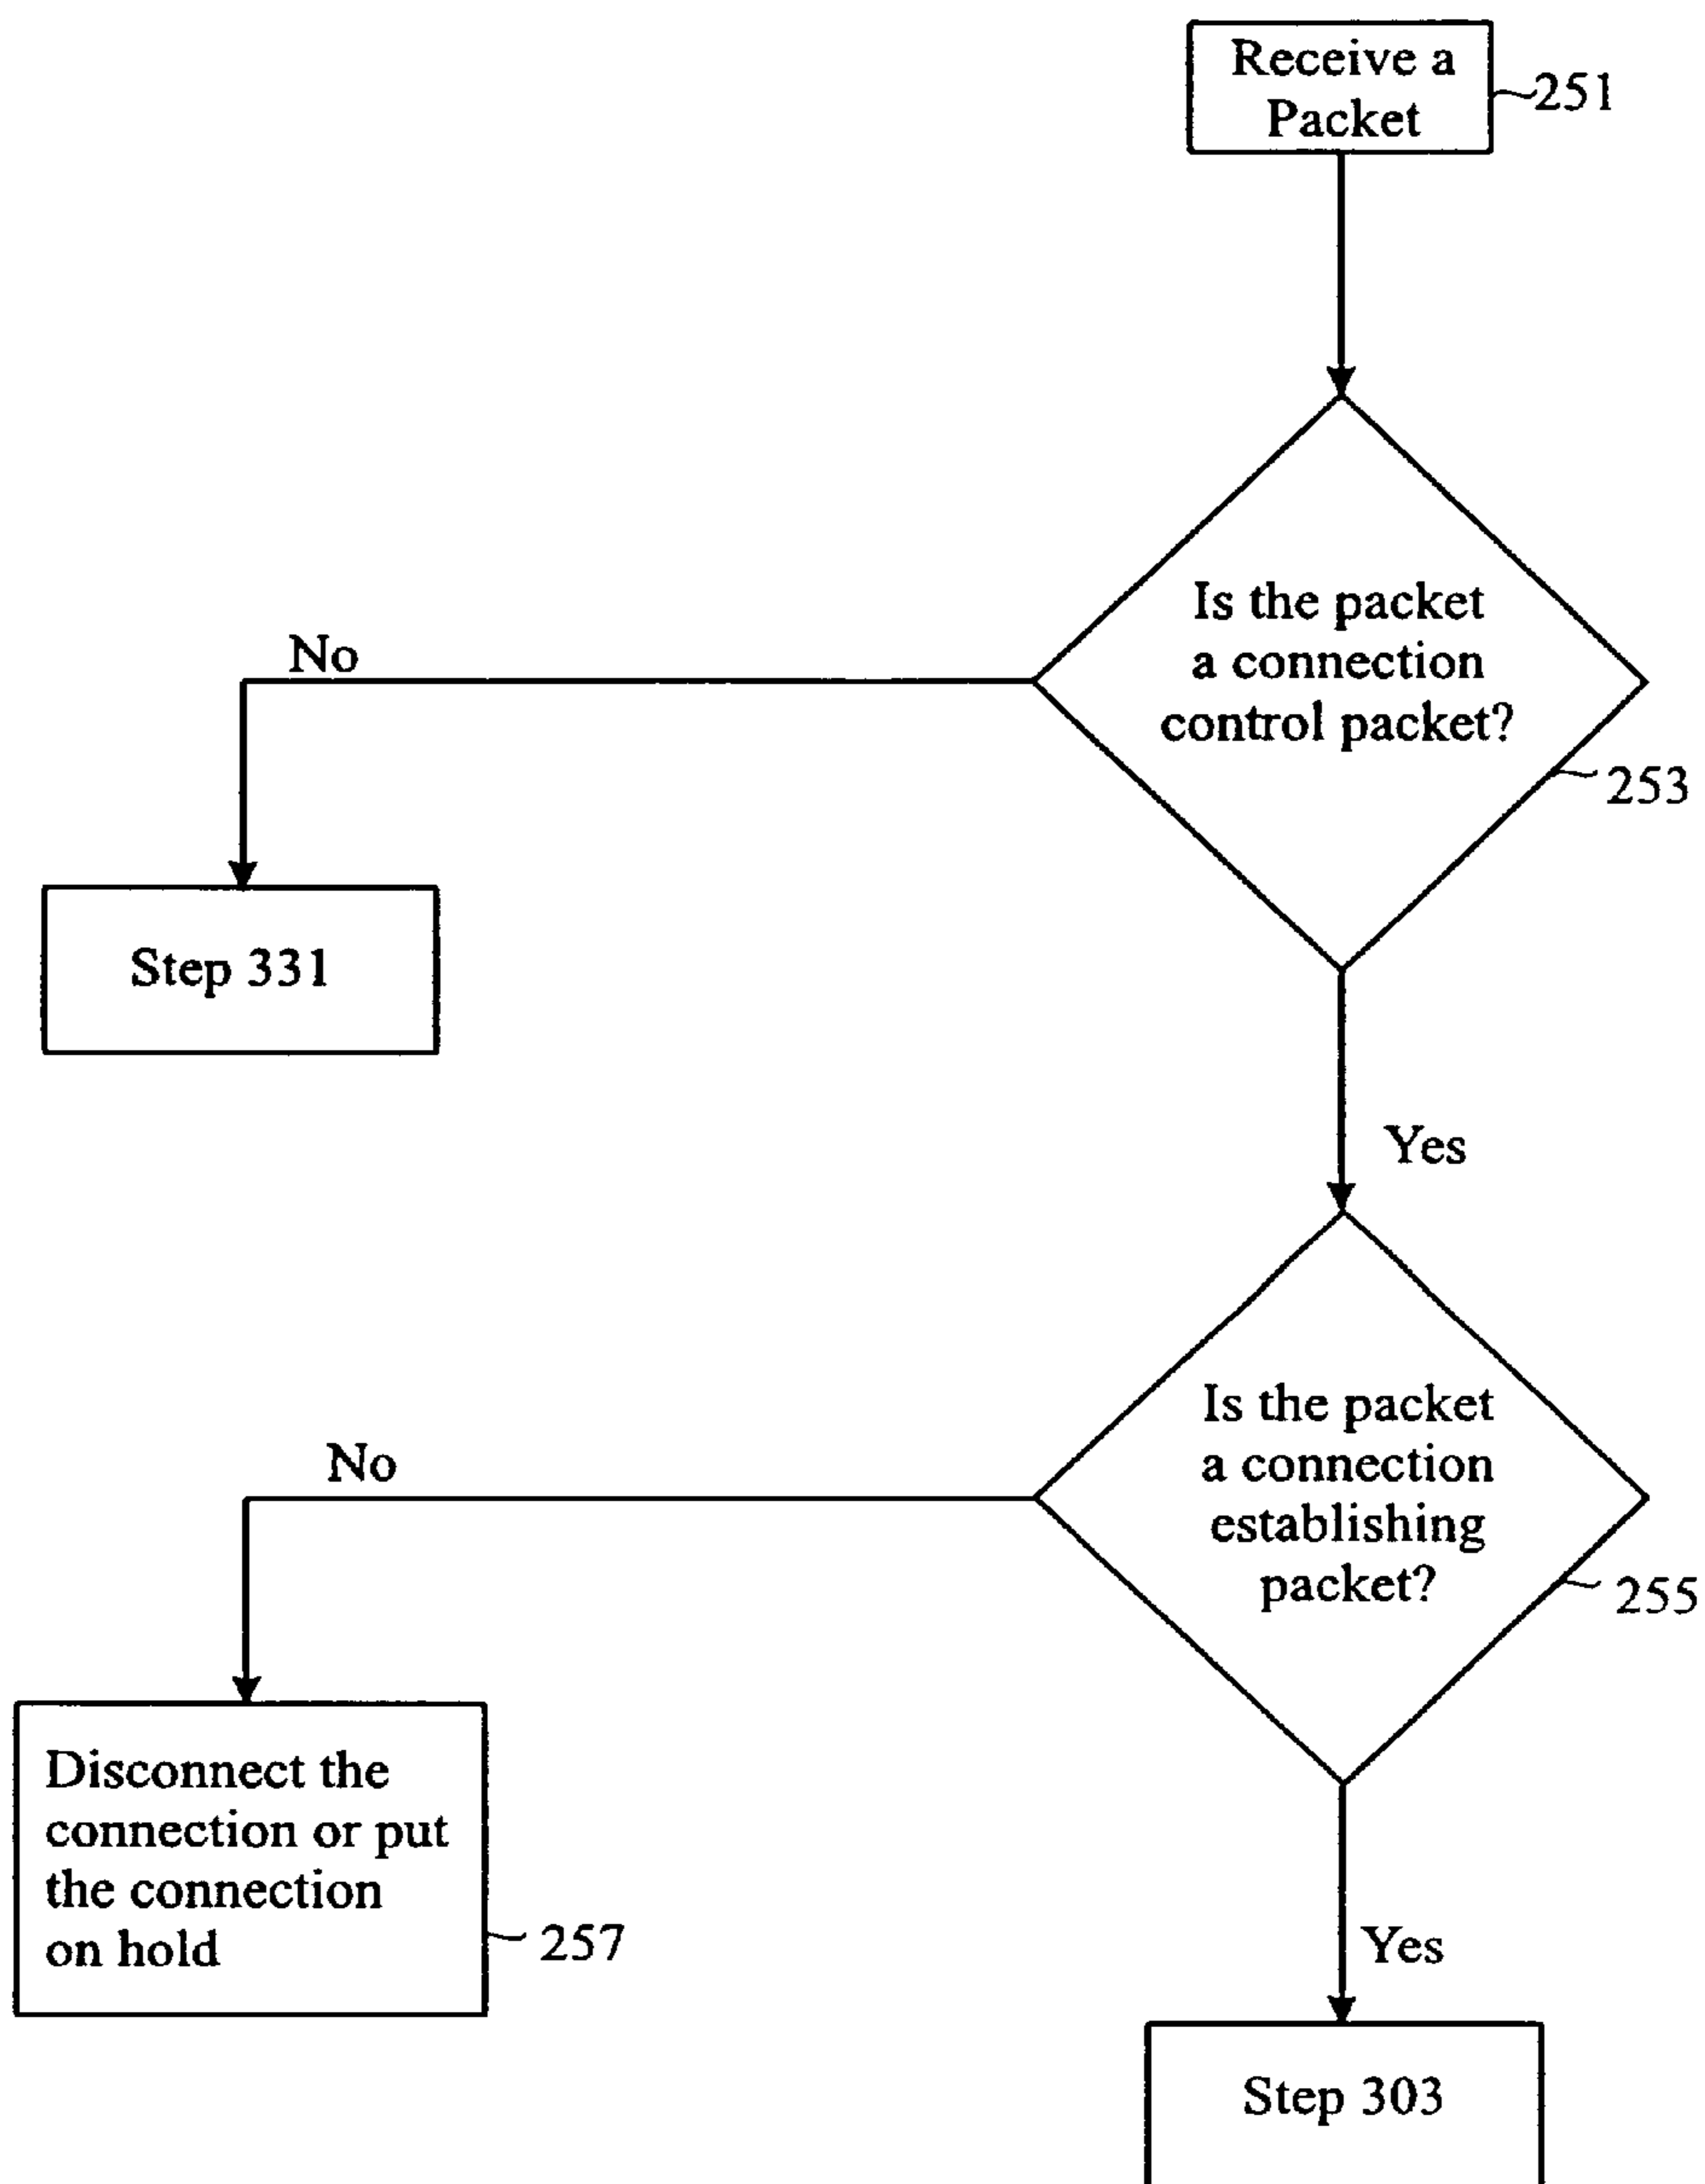 Receive a
Packet
251
Is the packet
a connection
control packet?
253
No
Step 331
Yes
Is the packet
a connection
establishing
packet?
255
No
Disconnect the
connection or put
the connection
on hold
257
Yes
Step 303